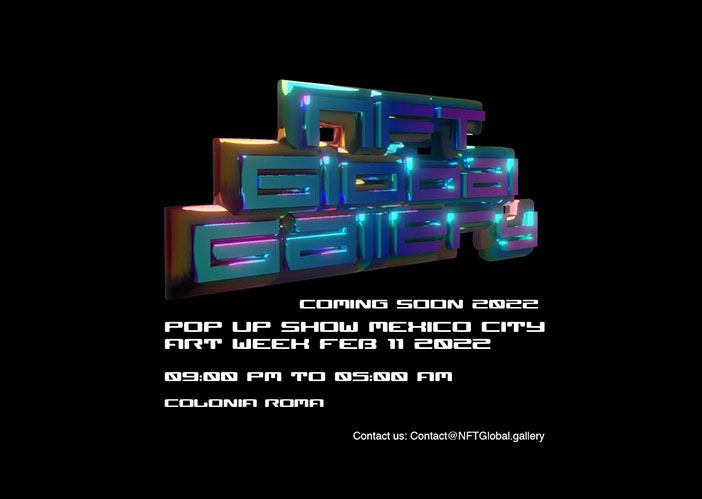 NFT
Global
Gallery
COMING SOON 2022
POP UP SHOW MEXICO CITY
ART WEEK FEB 11 2022
09:00 PM TO 05:00 AM
COLONIA ROMA
Contact us: Contact@NFTGlobal.gallery